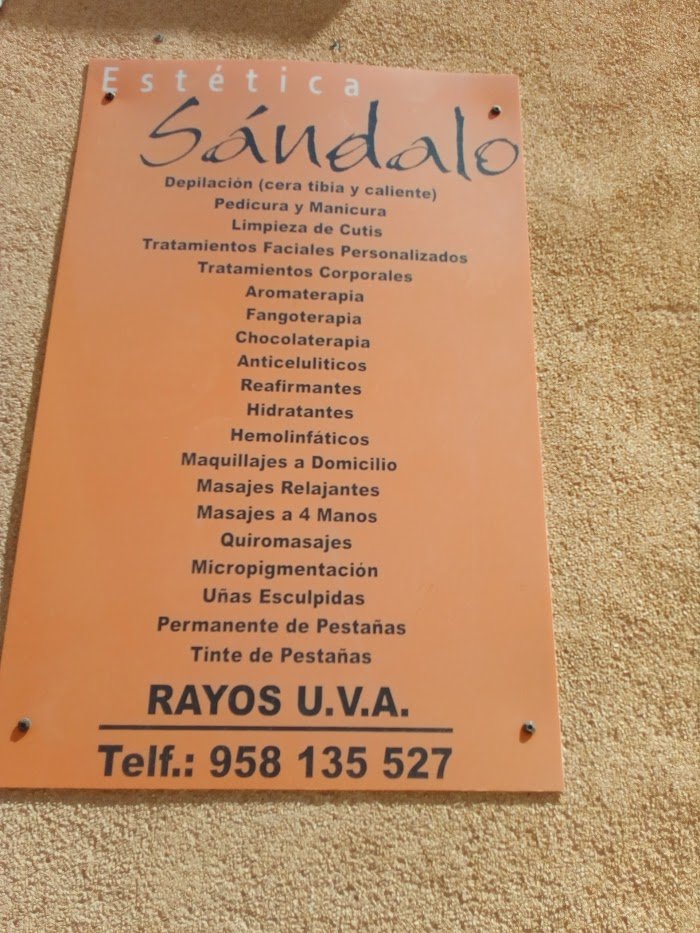 Estética
Sándalo
Depilación (cera tibia y caliente)
Pedicura y Manicura
Limpieza de Cutis
Tratamientos Faciales Personalizados
Tratamientos Corporales
Aromaterapia
Fangoterapia
Chocolaterapia
Anticeluliticos
Reafirmantes
Hidratantes
Hemolinfáticos
Maquillajes a Domicilio
Masajes Relajantes
Masajes a 4 Manos
Quiromasajes
Micropigmentación
Uñas Esculpidas
Permanente de Pestañas
Tinte de Pestañas
RAYOS U.V.A.
Telf.: 958 135 527